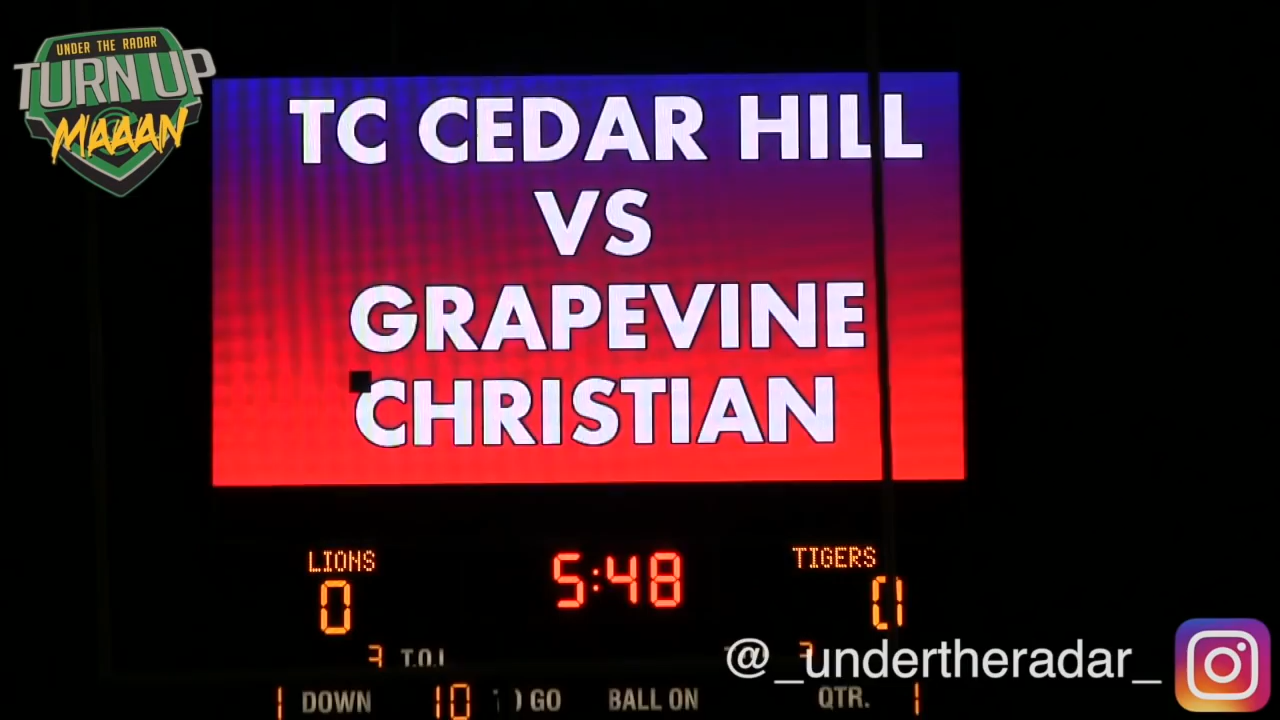 UNDER THE RADAR
TURN UP
MAAAN
TC CEDAR HILL
VS
GRAPEVINE
CHRISTIAN
LIONS
5:48
TIGERS
0
0
3 T.O.L
3
@_undertheradar_
1 DOWN 10 GO BALL ON QTR. 1